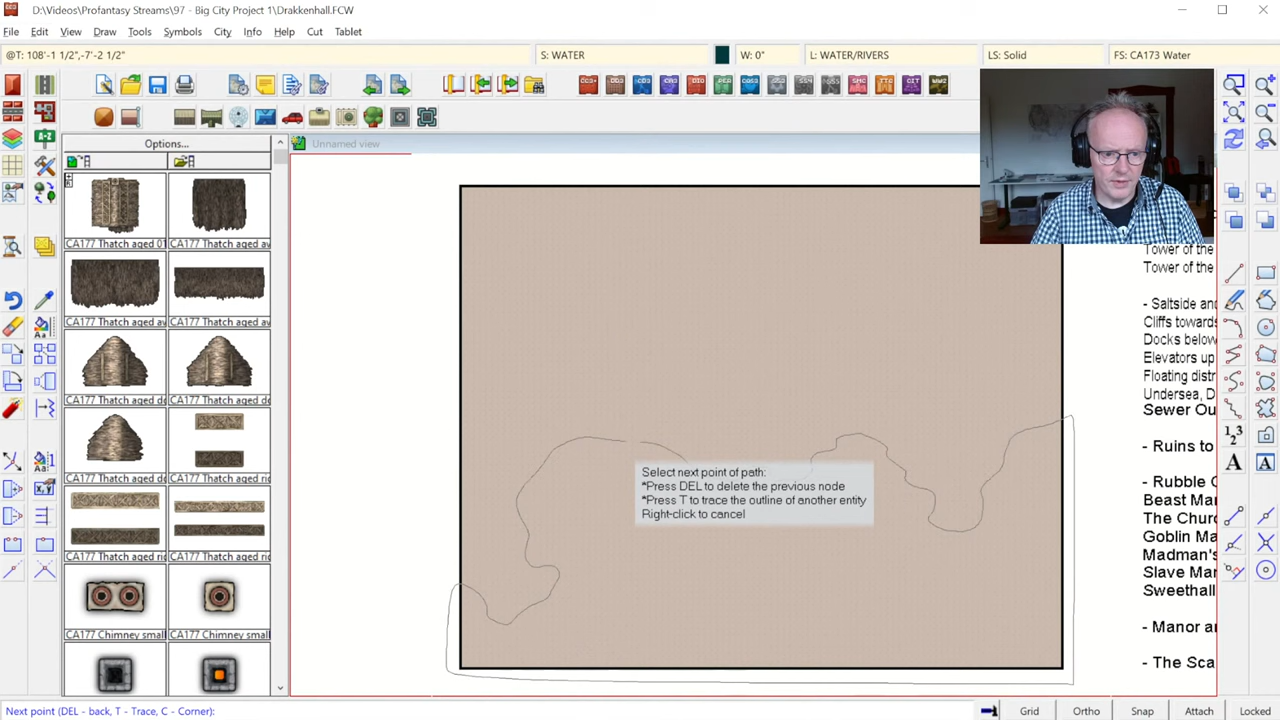 D:\Videos\Profantasy Streams\97 - Big City Project 1\Drakkenhall.FCW
File Edit View Draw Tools Symbols City Info Help Cut Tablet
@T: 108'-1 1/2",-7'-2 1/2" S: WATER W: 0" L: WATER/RIVERS LS: Solid FS: CA173 Water
Options...
Unnamed view
CA177 Thatch aged 01
CA177 Thatch aged av
CA177 Thatch aged av
CA177 Thatch aged av
CA177 Thatch aged do
CA177 Thatch aged do
CA177 Thatch aged do
CA177 Thatch aged ric
CA177 Thatch aged ric
CA177 Thatch aged ric
CA177 Chimney small
CA177 Chimney small
Select next point of path:
*Press DEL to delete the previous node
*Press T to trace the outline of another entity
Right-click to cancel
Tower of the
Tower of the
- Saltside and
Cliffs towards
Docks below
Elevators up
Floating distr
Undersea, D
Sewer Ou
- Ruins to
- Rubble C
Beast Mar
The Churc
Goblin Ma
Madman's
Slave Mar
Sweethall
- Manor an
- The Sca
Next point (DEL - back, T - Trace, C - Corner):
Grid Ortho Snap Attach Locked